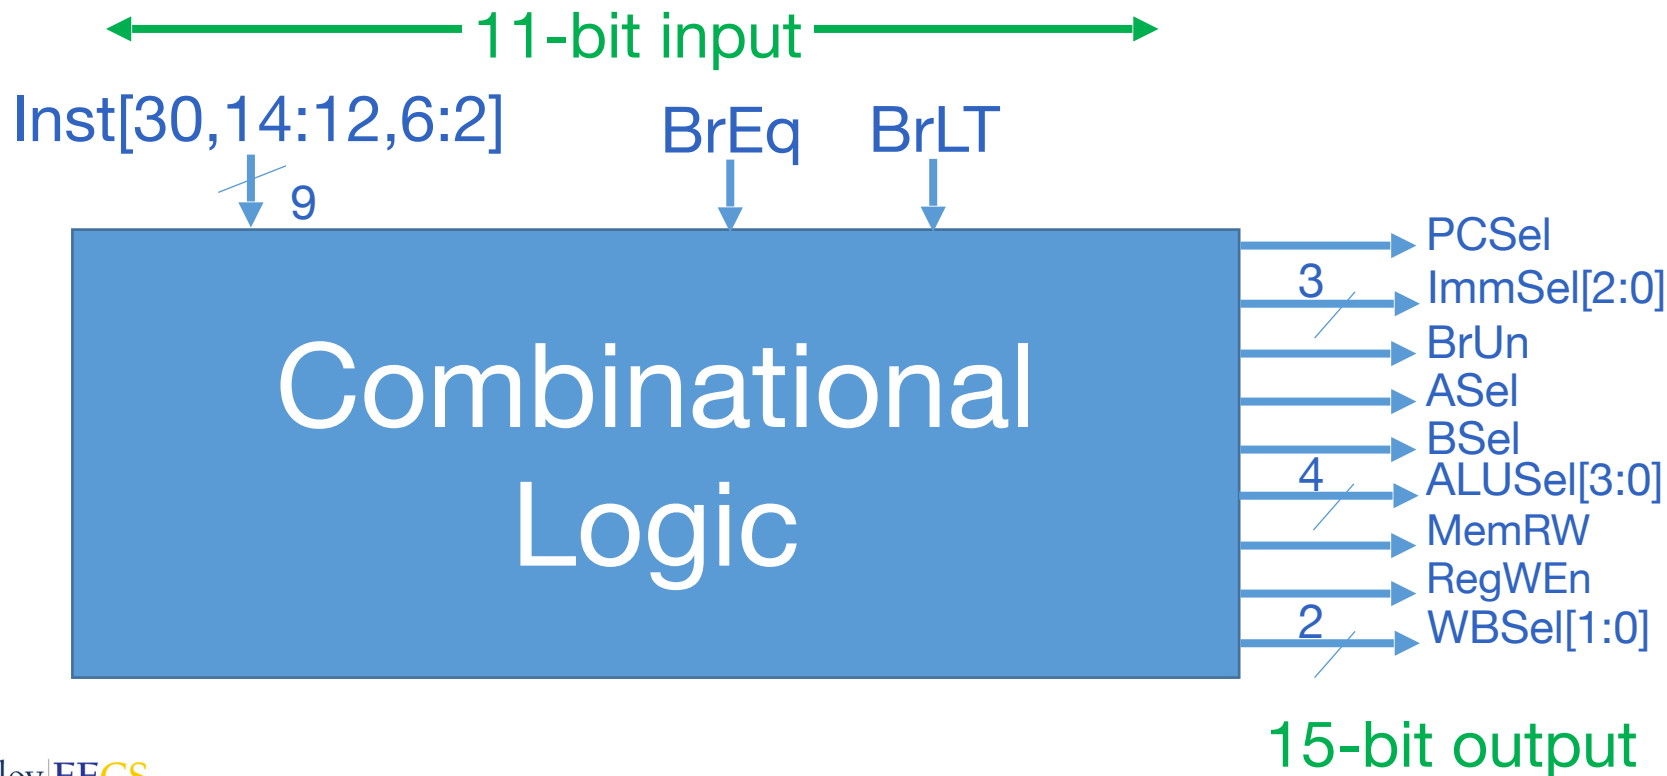 11-bit input
Inst[30,14:12,6:2]
BrEq
BrLT
9
Combinational
Logic
PCSel
3
ImmSel[2:0]
BrUn
ASel
BSel
4
ALUSel[3:0]
MemRW
RegWEn
2
WBSel[1:0]
15-bit output
EECS